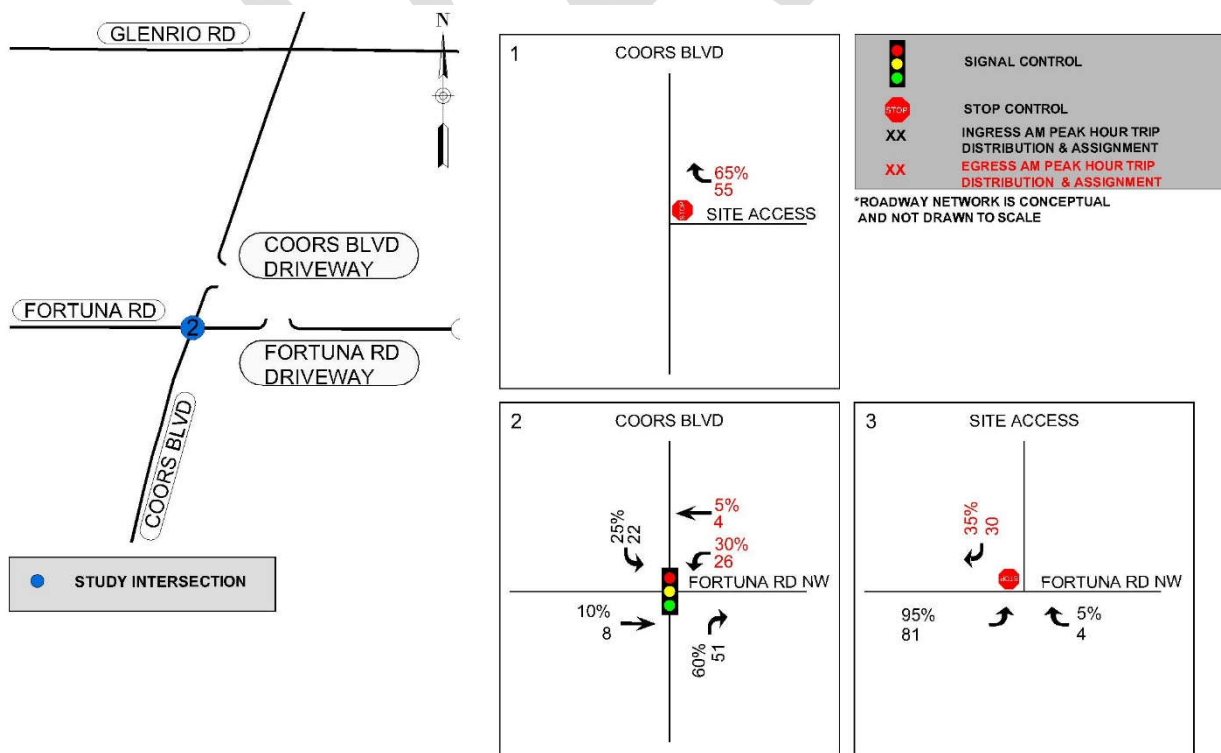 GLENRIO RD
N
COORS BLVD
DRIVEWAY
FORTUNA RD
2
FORTUNA RD
DRIVEWAY
COORS BLVD
STUDY INTERSECTION
1
COORS BLVD
65%
55
STOP
SITE ACCESS
SIGNAL CONTROL
STOP
STOP CONTROL
XX
INGRESS AM PEAK HOUR TRIP
DISTRIBUTION & ASSIGNMENT
XX
EGRESS AM PEAK HOUR TRIP
DISTRIBUTION & ASSIGNMENT
*ROADWAY NETWORK IS CONCEPTUAL
AND NOT DRAWN TO SCALE
2
COORS BLVD
25%
22
5%
4
30%
26
FORTUNA RD NW
10%
8
60%
51
3
SITE ACCESS
35%
30
STOP
FORTUNA RD NW
95%
81
5%
4